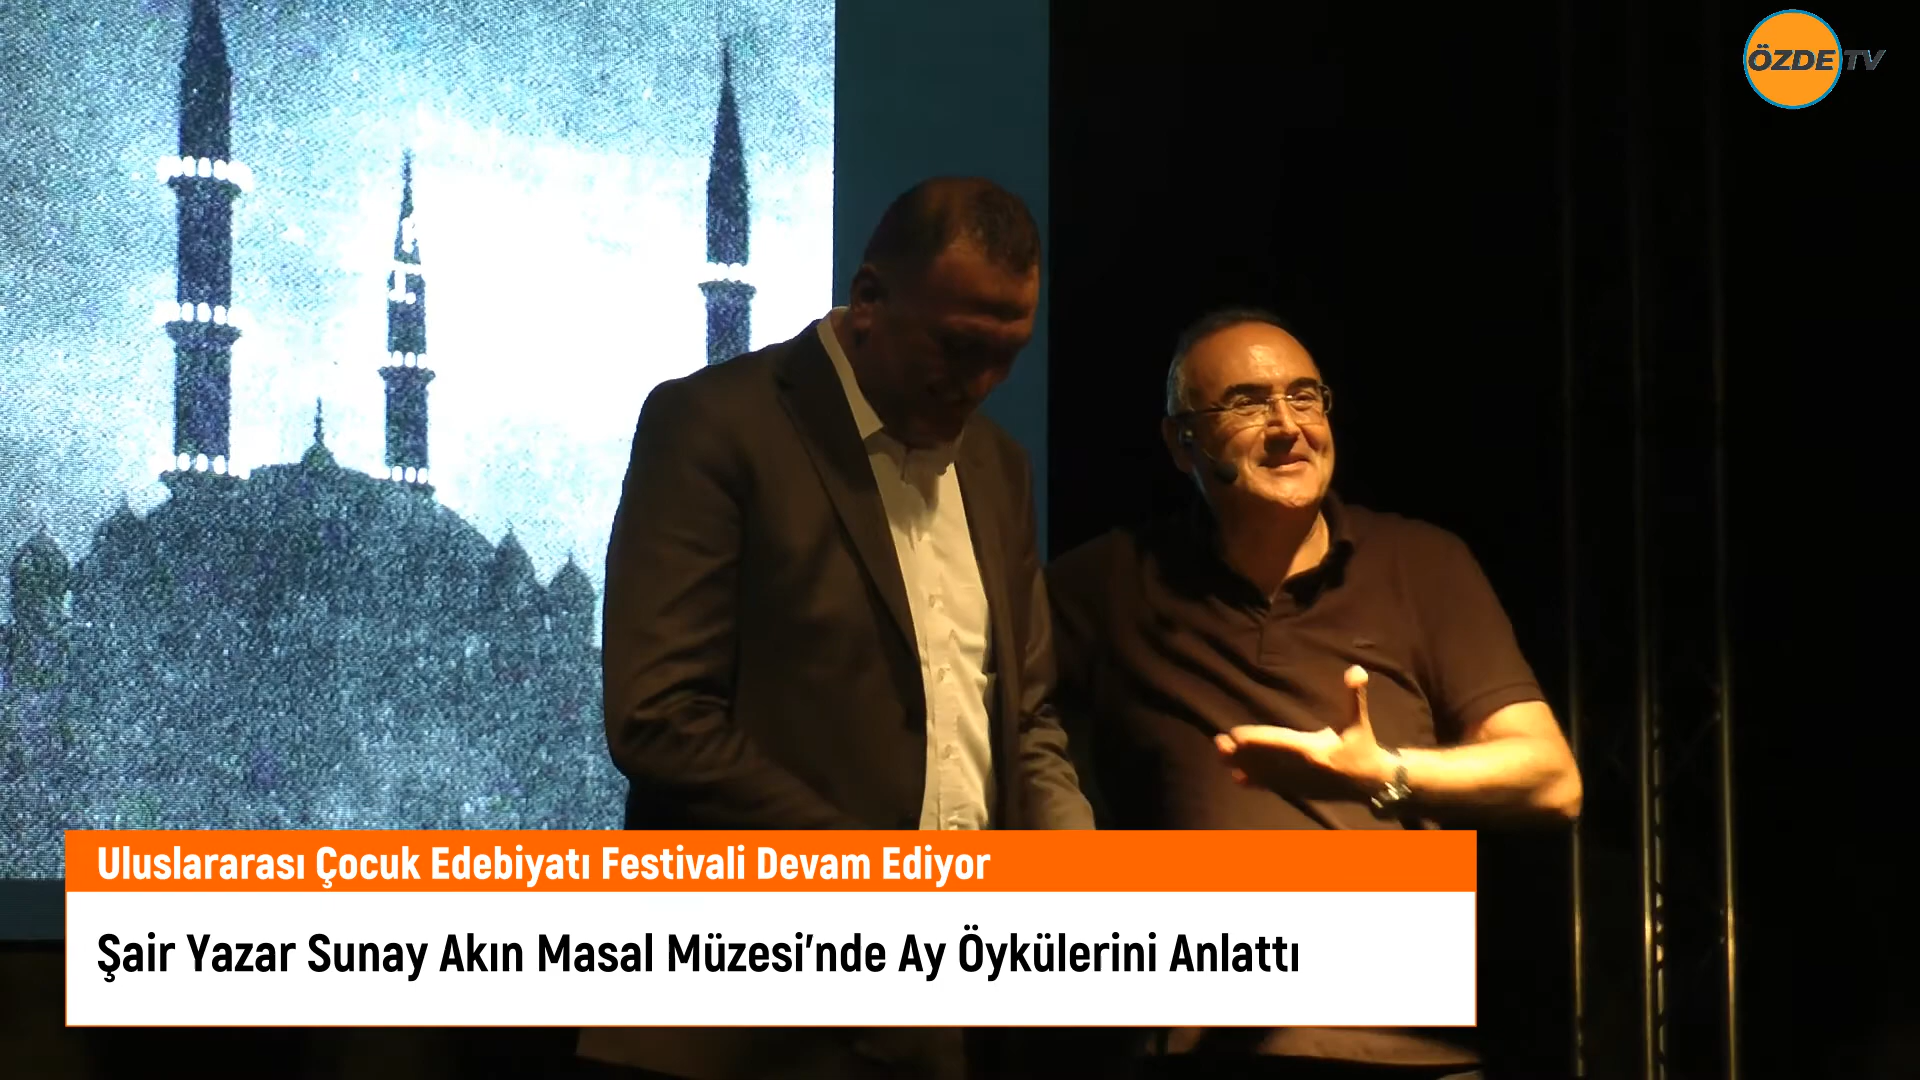 ÖZDE TV
Uluslararası Çocuk Edebiyatı Festivali Devam Ediyor
Şair Yazar Sunay Akın Masal Müzesi'nde Ay Öykülerini Anlattı